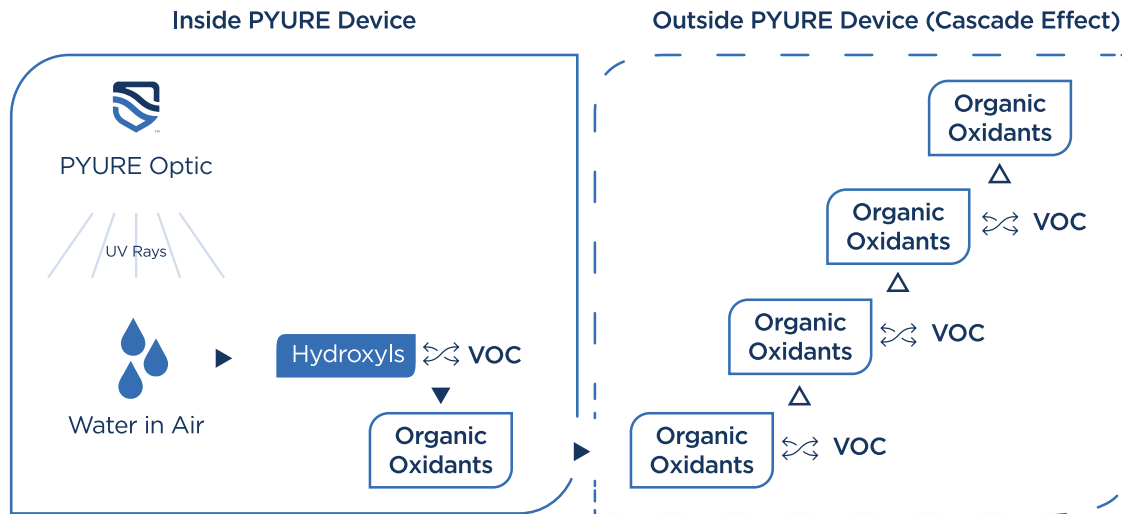 Inside PYURE Device
Outside PYURE Device (Cascade Effect)
PYURE Optic
UV Rays
Water in Air
Hydroxyls
VOC
Organic
Oxidants
Organic
Oxidants
VOC
Organic
Oxidants
VOC
Organic
Oxidants
VOC
Organic
Oxidants